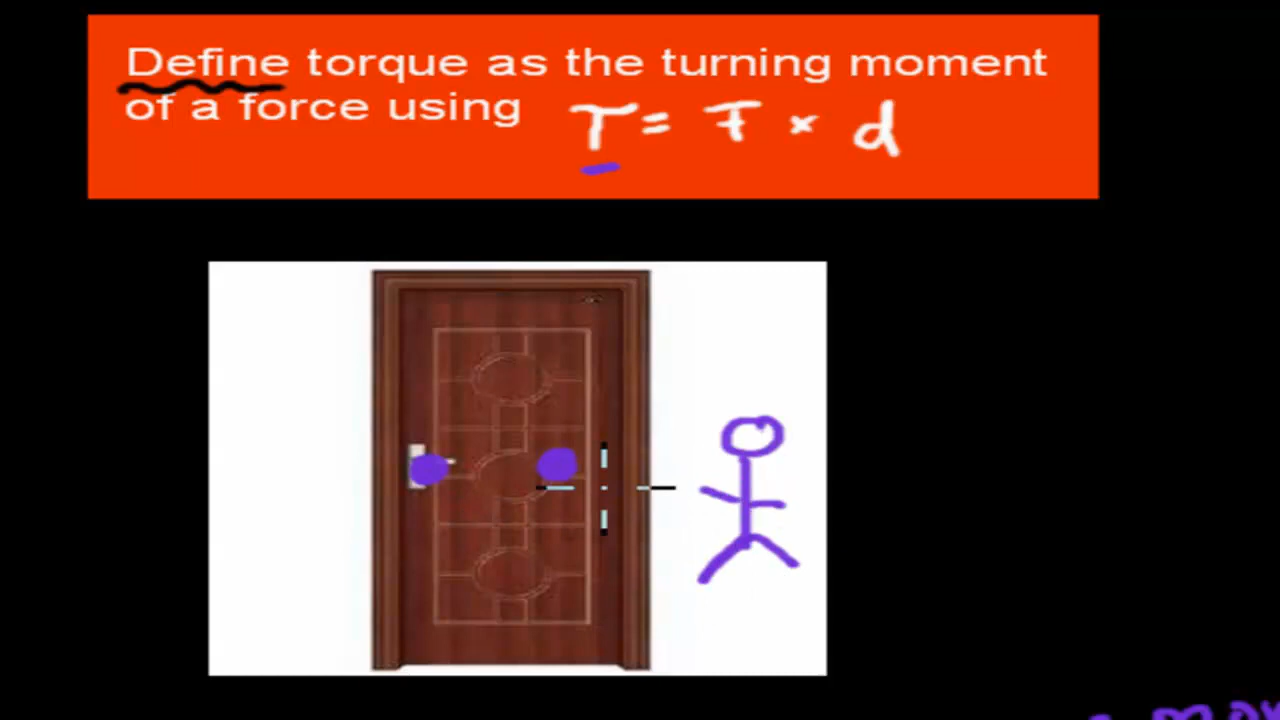 Define torque as the turning moment
of a force using T = F × d